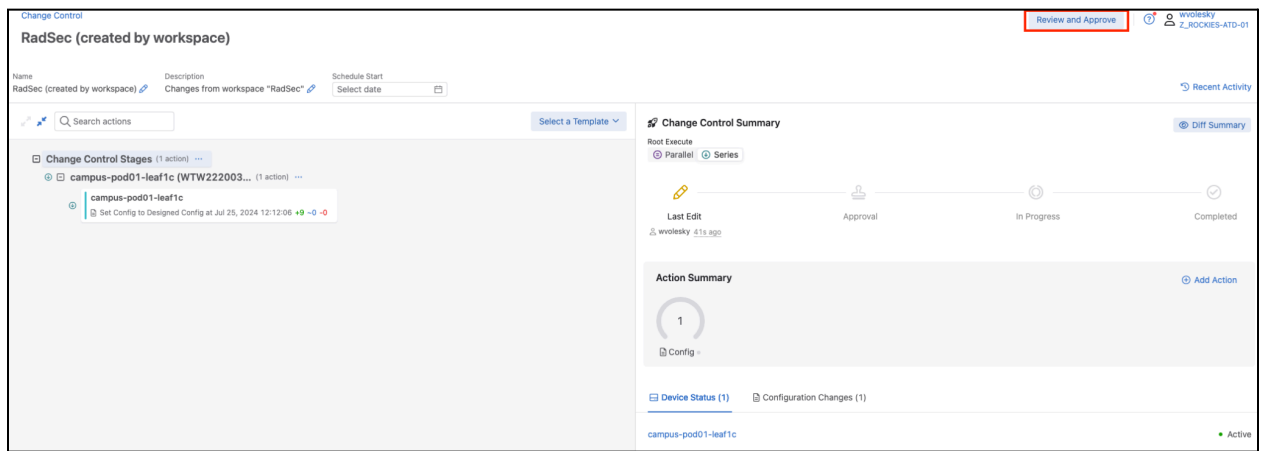 Change Control
RadSec (created by workspace)
Review and Approve
wvolesky
Z_ROCKIES-ATD-01
Name
RadSec (created by workspace)
Description
Changes from workspace "RadSec"
Schedule Start
Select date
Recent Activity
Search actions
Select a Template
Change Control Stages (1 action) ...
campus-pod01-leaf1c (WTW222003... (1 action) ...
campus-pod01-leaf1c
Set Config to Designed Config at Jul 25, 2024 12:12:06 +9 ~0 -0
Change Control Summary
Diff Summary
Root Execute
Parallel Series
Last Edit
Approval
In Progress
Completed
wvolesky 41s ago
Action Summary
Add Action
1
Config
Device Status (1) Configuration Changes (1)
campus-pod01-leaf1c
Active